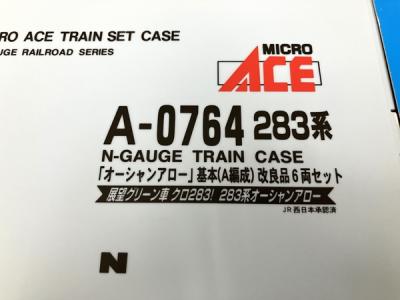 RO ACE TRAIN SET CASE
UGE RAILROAD SERIES
MICRO
ACE
A-0764 283系
N-GAUGE TRAIN CASE
「オーシャンアロー」基本(A編成) 改良品6両セット
展望グリーン車 クロ283! 283系オーシャンアロー
JR西日本承認済
N